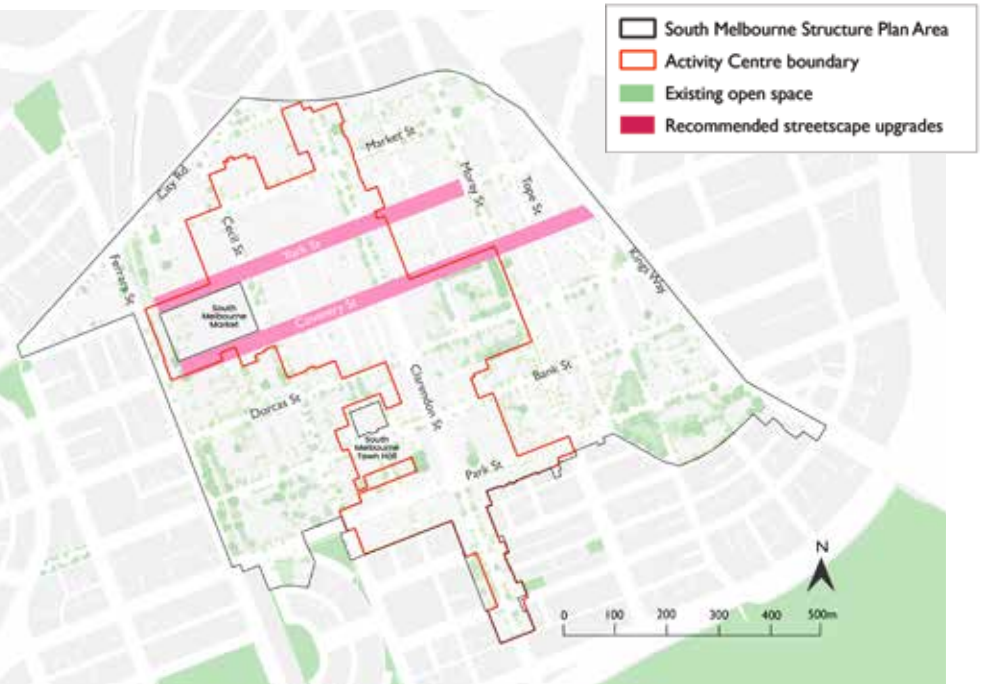 South Melbourne Structure Plan Area
Activity Centre boundary
Existing open space
Recommended streetscape upgrades
Market St
City Rd
Moray St
Tope St
Cecil St
York St
Kings Way
Ferrars St
South
Melbourne
Market
Coventry St
Bank St
Clarendon St
Dorcas St
South
Melbourne
Town Hall
Park St
N
0 100 200 300 400 500m